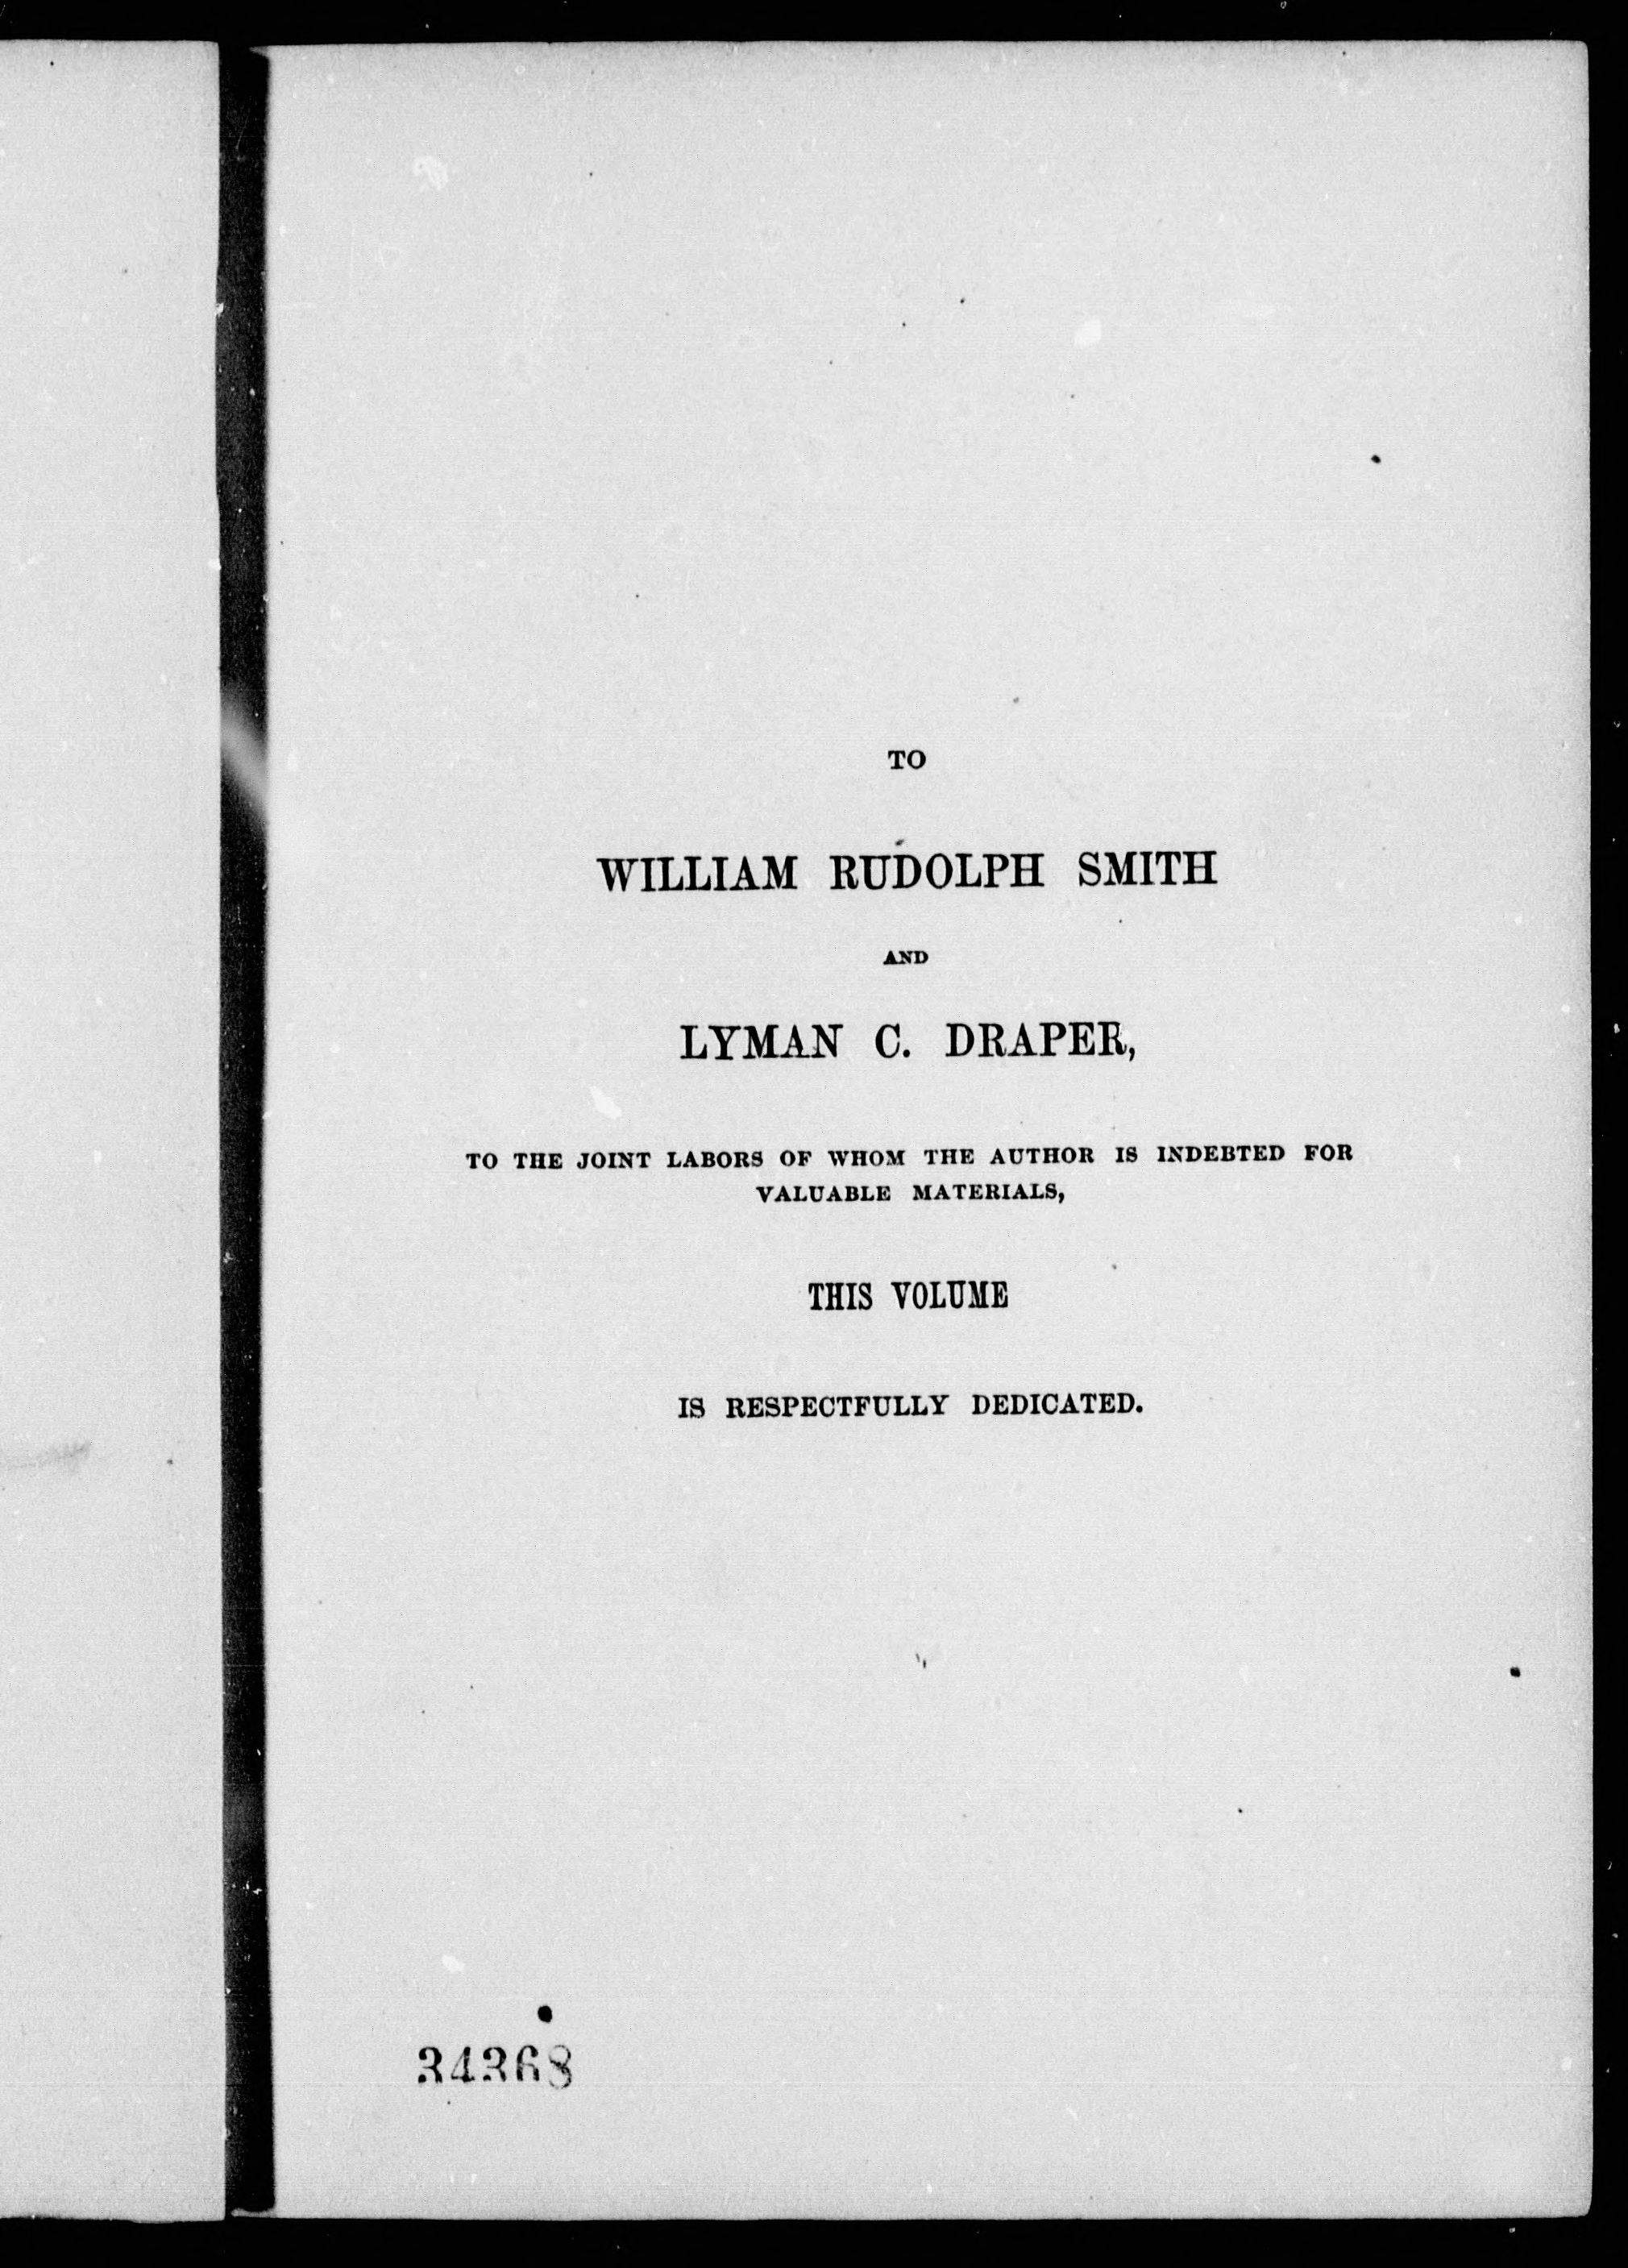 TO
WILLIAM RUDOLPH SMITH
AND
LYMAN C. DRAPER,
TO THE JOINT LABORS OF WHOM THE AUTHOR IS INDEBTED FOR
VALUABLE MATERIALS,
THIS VOLUME
IS RESPECTFULLY DEDICATED.
34368